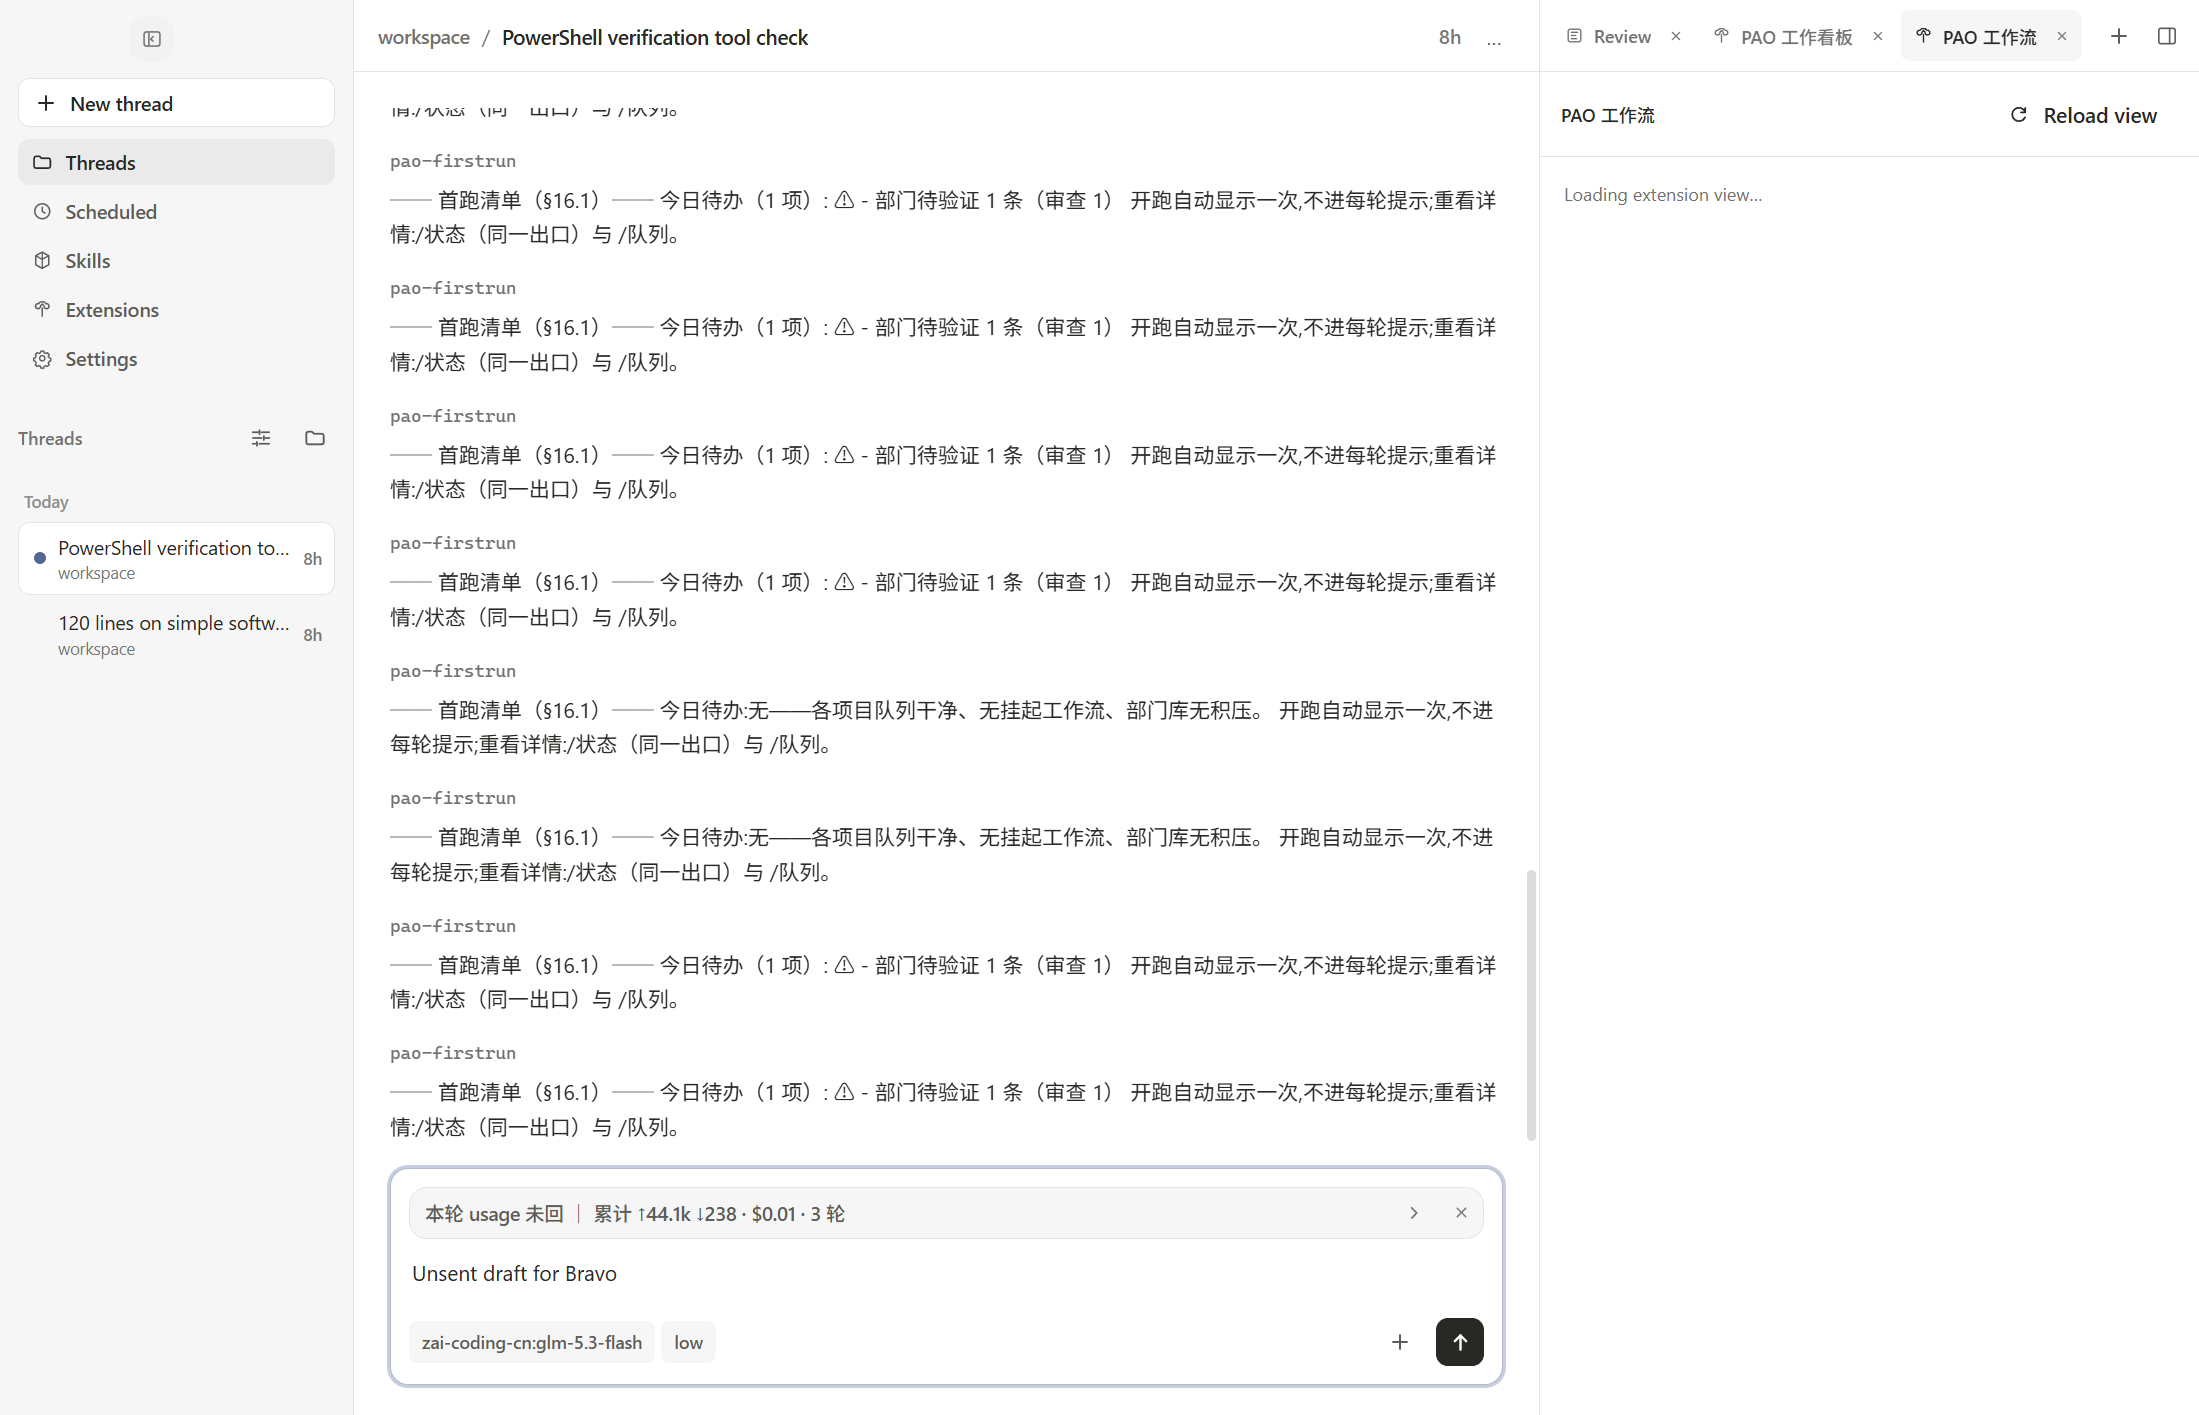 New thread
Threads
Scheduled
Skills
Extensions
Settings
Threads
Today
PowerShell verification to...
workspace
8h
120 lines on simple softw...
workspace
8h
workspace / PowerShell verification tool check
8h ...
情:/状态（同一出口）与 /队列。
pao-firstrun
—— 首跑清单（§16.1）—— 今日待办（1 项）: ⚠ - 部门待验证 1 条（审查 1） 开跑自动显示一次,不进每轮提示;重看详
情:/状态（同一出口）与 /队列。
pao-firstrun
—— 首跑清单（§16.1）—— 今日待办（1 项）: ⚠ - 部门待验证 1 条（审查 1） 开跑自动显示一次,不进每轮提示;重看详
情:/状态（同一出口）与 /队列。
pao-firstrun
—— 首跑清单（§16.1）—— 今日待办（1 项）: ⚠ - 部门待验证 1 条（审查 1） 开跑自动显示一次,不进每轮提示;重看详
情:/状态（同一出口）与 /队列。
pao-firstrun
—— 首跑清单（§16.1）—— 今日待办（1 项）: ⚠ - 部门待验证 1 条（审查 1） 开跑自动显示一次,不进每轮提示;重看详
情:/状态（同一出口）与 /队列。
pao-firstrun
—— 首跑清单（§16.1）—— 今日待办:无——各项目队列干净、无挂起工作流、部门库无积压。 开跑自动显示一次,不进
每轮提示;重看详情:/状态（同一出口）与 /队列。
pao-firstrun
—— 首跑清单（§16.1）—— 今日待办:无——各项目队列干净、无挂起工作流、部门库无积压。 开跑自动显示一次,不进
每轮提示;重看详情:/状态（同一出口）与 /队列。
pao-firstrun
—— 首跑清单（§16.1）—— 今日待办（1 项）: ⚠ - 部门待验证 1 条（审查 1） 开跑自动显示一次,不进每轮提示;重看详
情:/状态（同一出口）与 /队列。
pao-firstrun
—— 首跑清单（§16.1）—— 今日待办（1 项）: ⚠ - 部门待验证 1 条（审查 1） 开跑自动显示一次,不进每轮提示;重看详
情:/状态（同一出口）与 /队列。
本轮 usage 未回 │ 累计 ↑44.1k ↓238 · $0.01 · 3 轮
Unsent draft for Bravo
zai-coding-cn:glm-5.3-flash low
Review
PAO 工作看板
PAO 工作流
PAO 工作流
Reload view
Loading extension view...